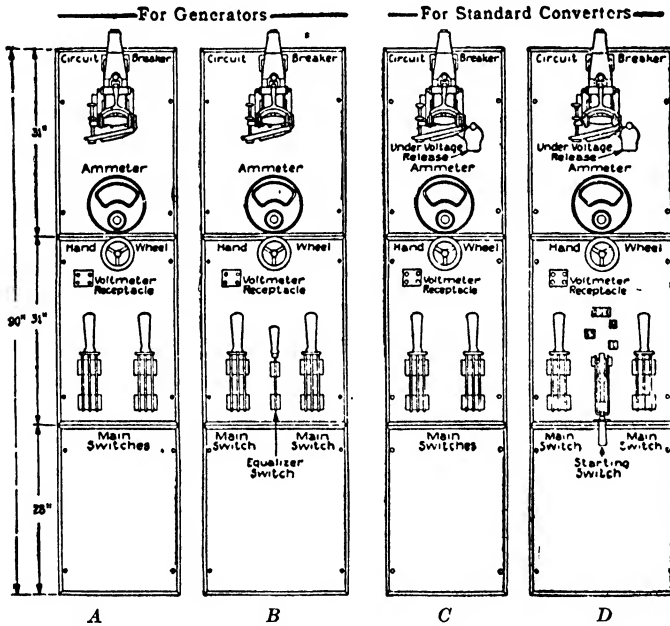 For Generators
For Standard Converters
Circuit Breaker
Circuit Breaker
Circuit Breaker
Circuit Breaker
Under Voltage
Release
Under Voltage
Release
31"
Ammeter
Ammeter
Ammeter
Ammeter
Hand Wheel
Hand Wheel
Hand Wheel
Hand Wheel
Voltmeter
Receptacle
Voltmeter
Receptacle
Voltmeter
Receptacle
Voltmeter
Receptacle
90"
31"
Main
Switches
Main
Switch
Main
Switch
Equalizer
Switch
Main
Switches
Main
Switch
Main
Switch
Starting
Switch
28"
A
B
C
D